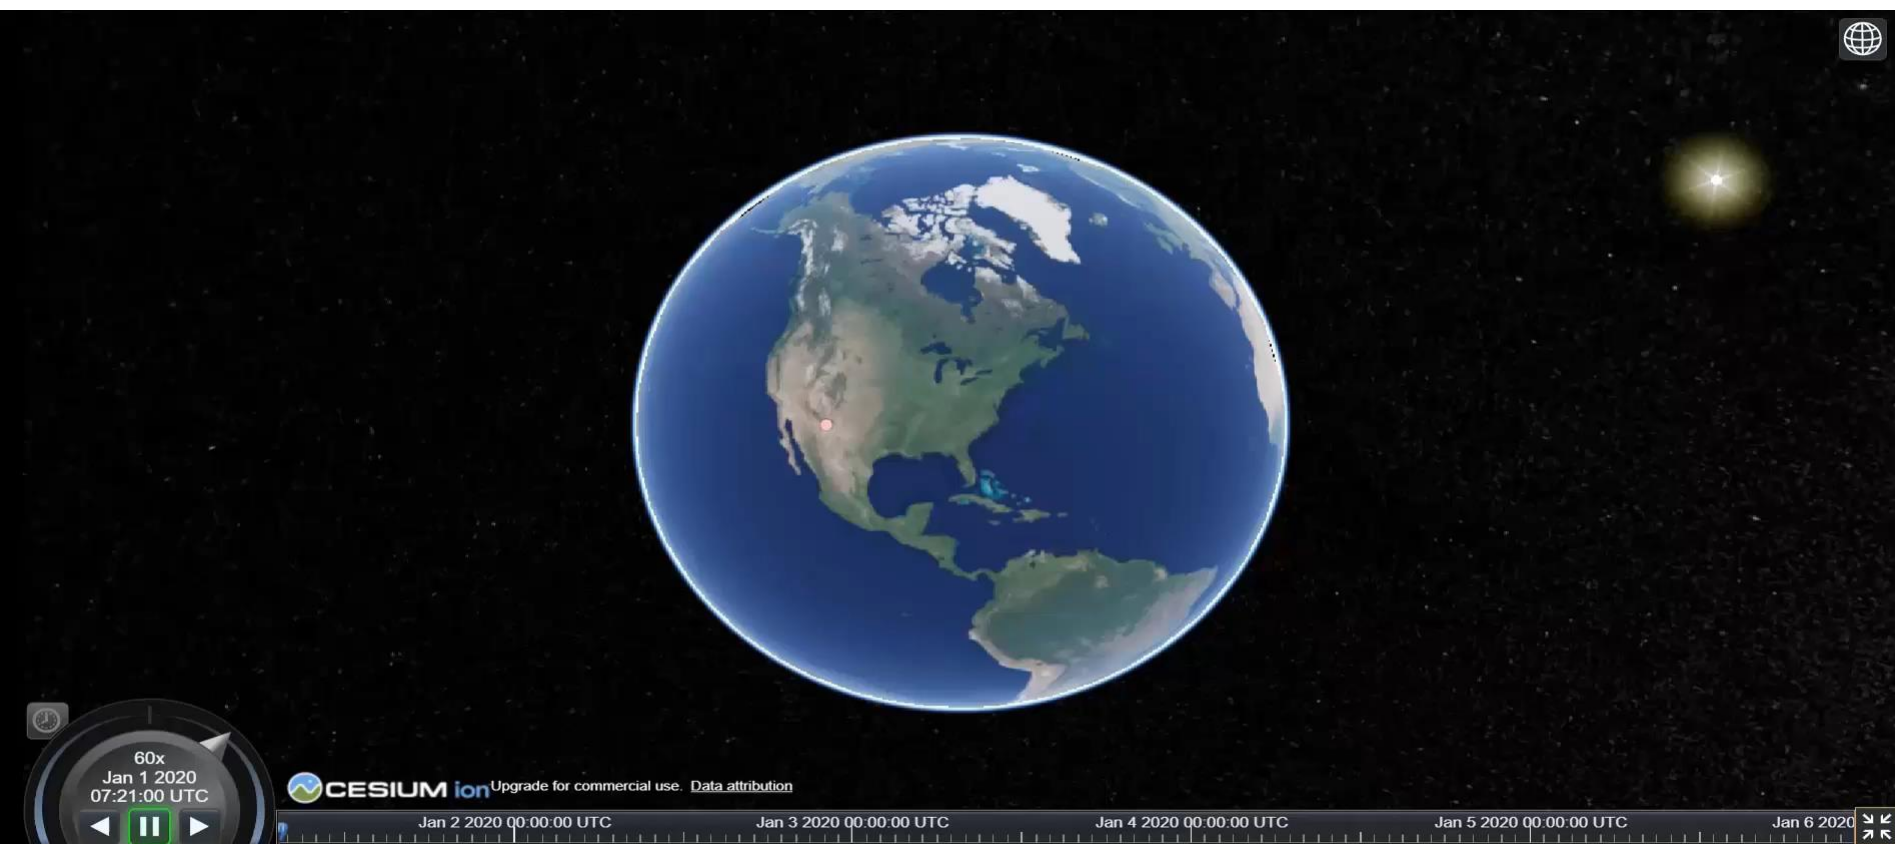 60x
Jan 1 2020
07:21:00 UTC
CESIUM ion Upgrade for commercial use. Data attribution
Jan 2 2020 00:00:00 UTC
Jan 3 2020 00:00:00 UTC
Jan 4 2020 00:00:00 UTC
Jan 5 2020 00:00:00 UTC
Jan 6 2020